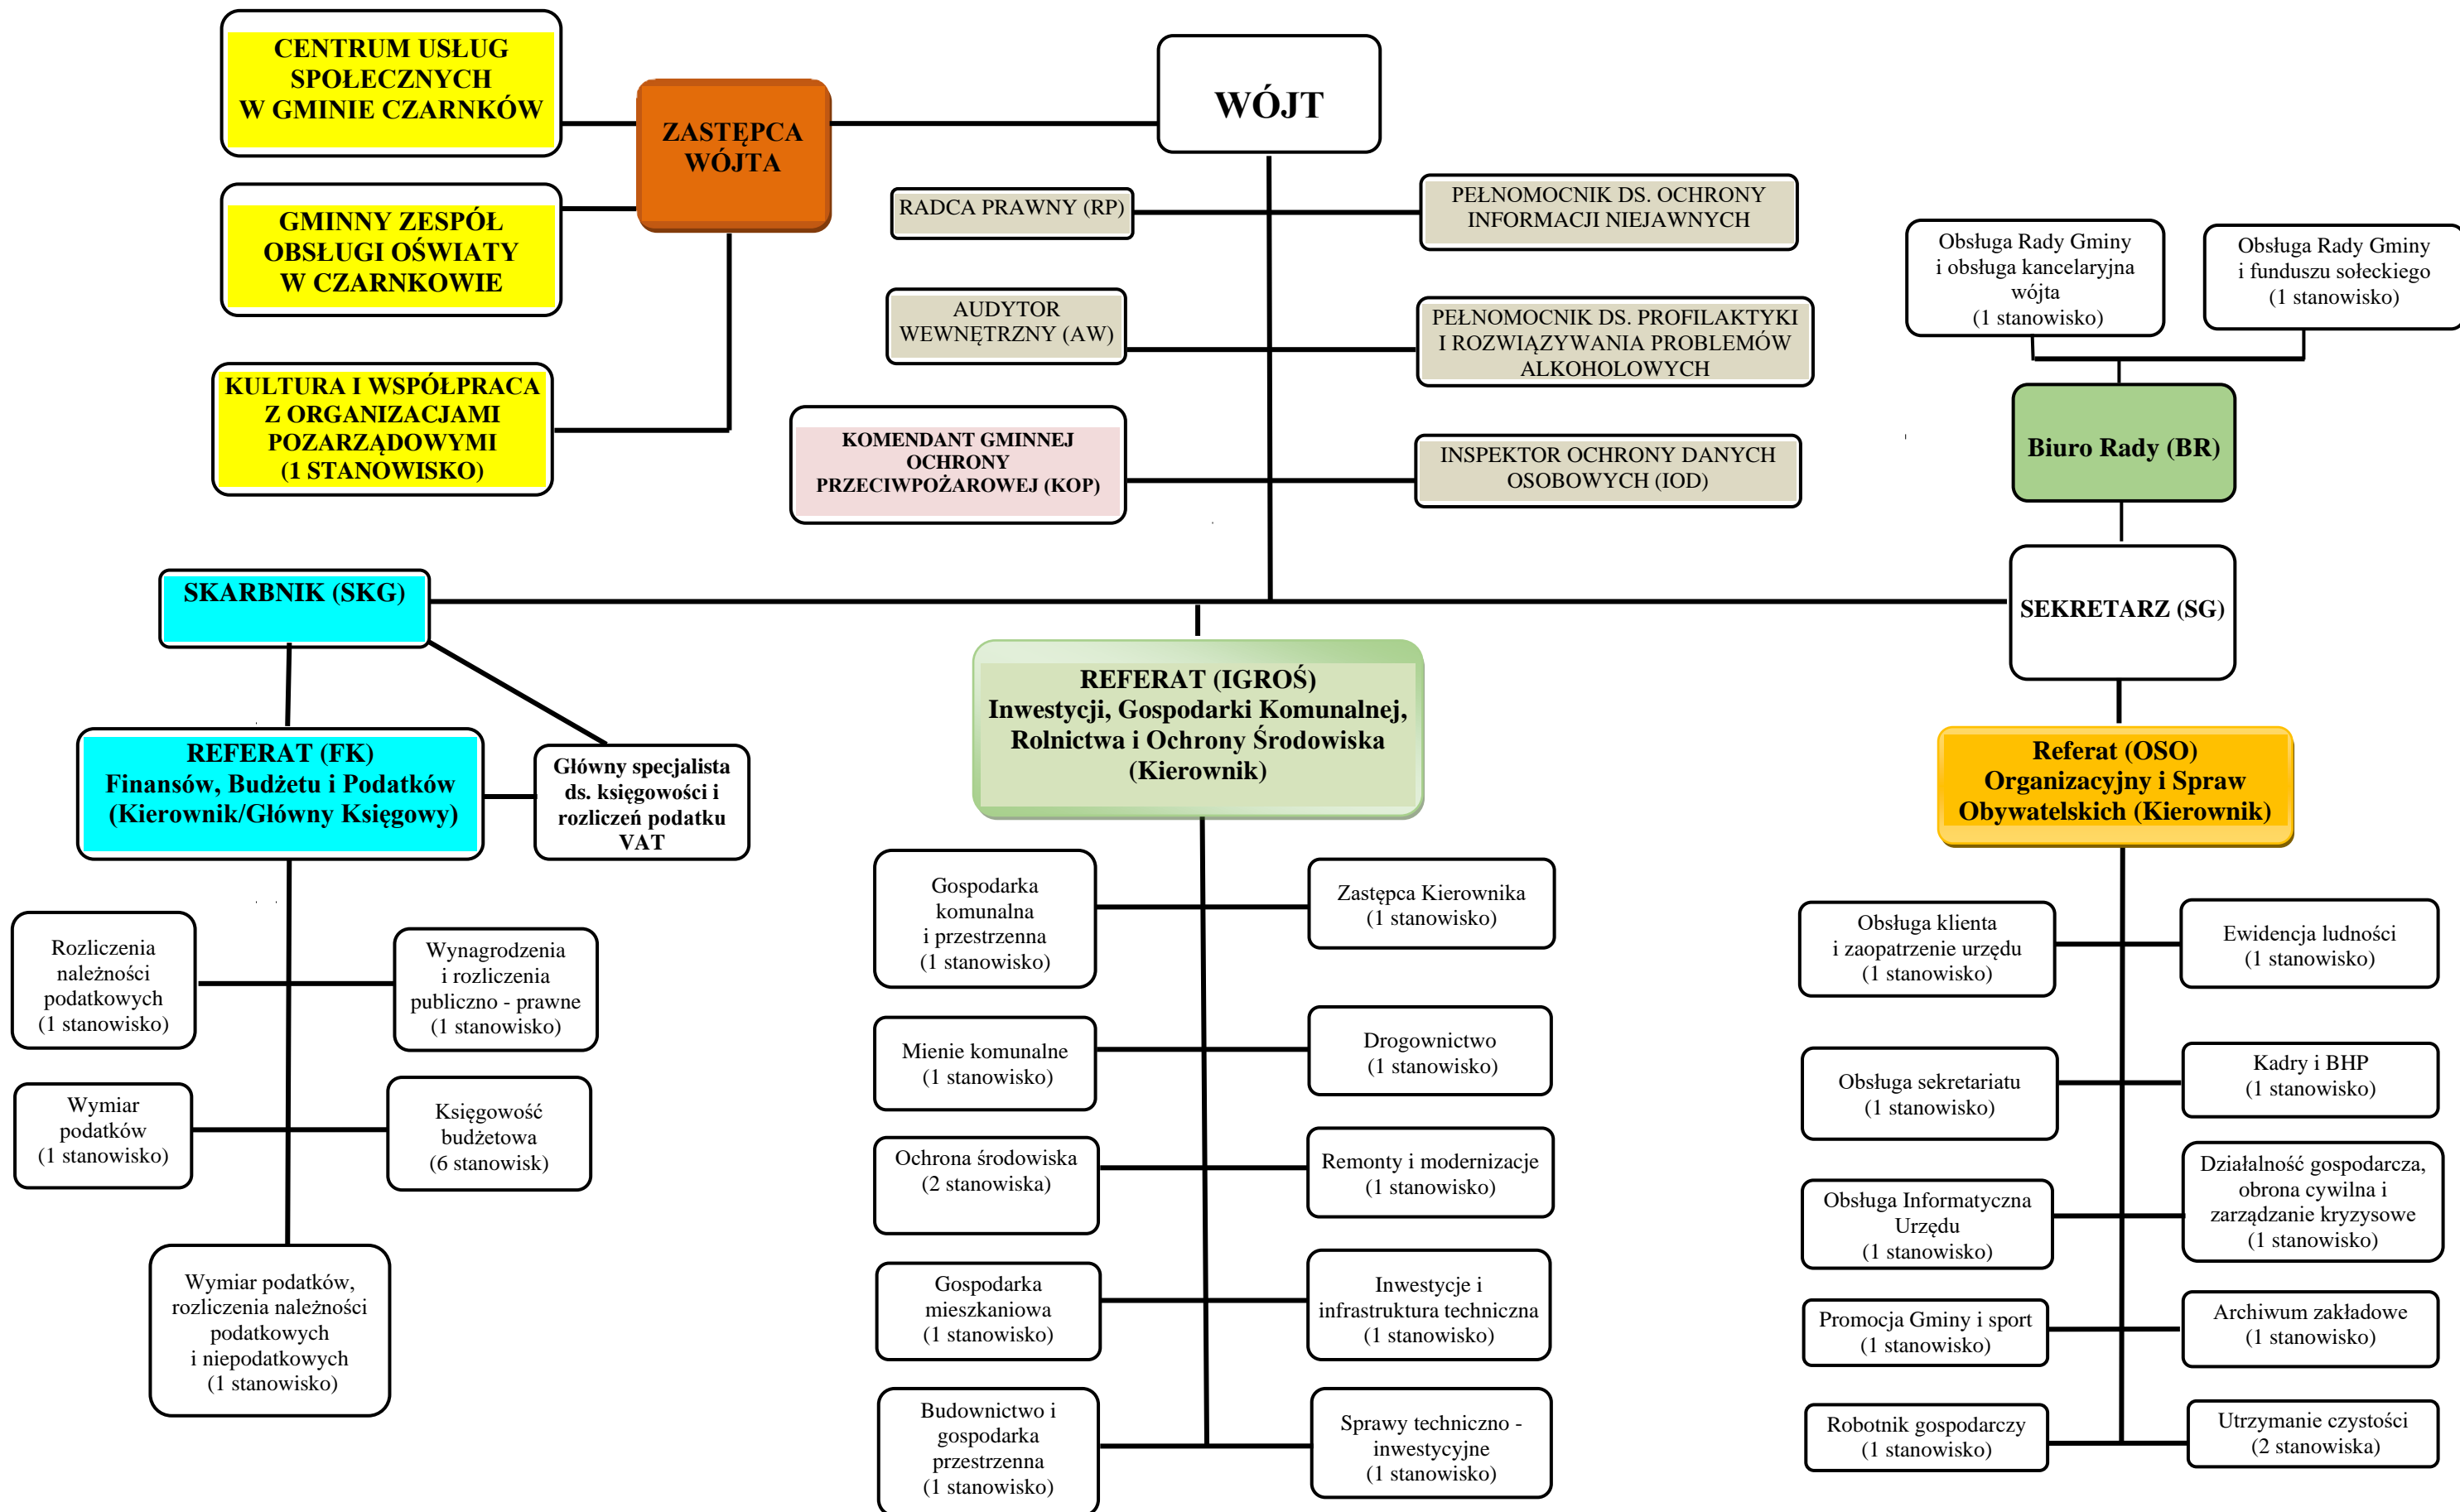 CENTRUM USŁUG
SPOŁECZNYCH
W GMINIE CZARNKÓW
ZASTĘPCA
WÓJTA
WÓJT
GMINNY ZESPÓŁ
OBSŁUGI OŚWIATY
W CZARNKOWIE
KULTURA I WSPÓŁPRACA
Z ORGANIZACJAMI
POZARZĄDOWYMI
(1 STANOWISKO)
RADCA PRAWNY (RP)
PEŁNOMOCNIK DS. OCHRONY
INFORMACJI NIEJAWNYCH
AUDYTOR
WEWNĘTRZNY (AW)
PEŁNOMOCNIK DS. PROFILAKTYKI
I ROZWIĄZYWANIA PROBLEMÓW
ALKOHOLOWYCH
KOMENDANT GMINNEJ
OCHRONY
PRZECIWPOŻAROWEJ (KOP)
INSPEKTOR OCHRONY DANYCH
OSOBOWYCH (IOD)
Obsługa Rady Gminy
i obsługa kancelaryjna
wójta
(1 stanowisko)
Obsługa Rady Gminy
i funduszu sołeckiego
(1 stanowisko)
Biuro Rady (BR)
SEKRETARZ (SG)
SKARBNIK (SKG)
REFERAT (FK)
Finansów, Budżetu i Podatków
(Kierownik/Główny Księgowy)
Główny specjalista
ds. księgowości i
rozliczeń podatku
VAT
REFERAT (IGROŚ)
Inwestycji, Gospodarki Komunalnej,
Rolnictwa i Ochrony Środowiska
(Kierownik)
Referat (OSO)
Organizacyjny i Spraw
Obywatelskich (Kierownik)
Rozliczenia
należności
podatkowych
(1 stanowisko)
Wynagrodzenia
i rozliczenia
publiczno - prawne
(1 stanowisko)
Wymiar
podatków
(1 stanowisko)
Księgowość
budżetowa
(6 stanowisk)
Wymiar podatków,
rozliczenia należności
podatkowych
i niepodatkowych
(1 stanowisko)
Gospodarka
komunalna
i przestrzenna
(1 stanowisko)
Zastępca Kierownika
(1 stanowisko)
Mienie komunalne
(1 stanowisko)
Drogownictwo
(1 stanowisko)
Ochrona środowiska
(2 stanowiska)
Remonty i modernizacje
(1 stanowisko)
Gospodarka
mieszkaniowa
(1 stanowisko)
Inwestycje i
infrastruktura techniczna
(1 stanowisko)
Budownictwo i
gospodarka
przestrzenna
(1 stanowisko)
Sprawy techniczno -
inwestycyjne
(1 stanowisko)
Obsługa klienta
i zaopatrzenie urzędu
(1 stanowisko)
Ewidencja ludności
(1 stanowisko)
Obsługa sekretariatu
(1 stanowisko)
Kadry i BHP
(1 stanowisko)
Obsługa Informatyczna
Urzędu
(1 stanowisko)
Działalność gospodarcza,
obrona cywilna i
zarządzanie kryzysowe
(1 stanowisko)
Promocja Gminy i sport
(1 stanowisko)
Archiwum zakładowe
(1 stanowisko)
Robotnik gospodarczy
(1 stanowisko)
Utrzymanie czystości
(2 stanowiska)